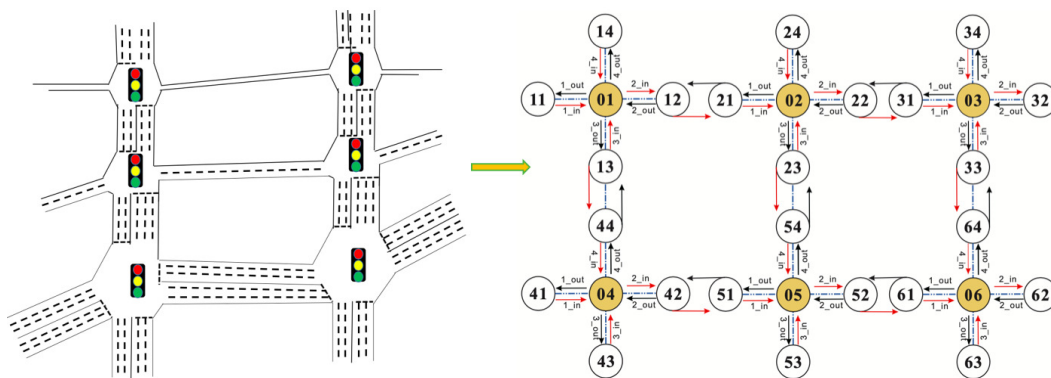 14 24 34
4_in 4_out 4_in 4_out 4_in 4_out
1_out 2_in 1_out 2_in 1_out 2_in
11 01 12 21 02 22 31 03 32
1_in 2_out 1_in 2_out 1_in 2_out
3_out 3_in 3_out 3_in 3_out 3_in
13 23 33
44 54 64
4_in 4_out 4_in 4_out 4_in 4_out
1_out 2_in 1_out 2_in 1_out 2_in
41 04 42 51 05 52 61 06 62
1_in 2_out 1_in 2_out 1_in 2_out
3_out 3_in 3_out 3_in 3_out 3_in
43 53 63